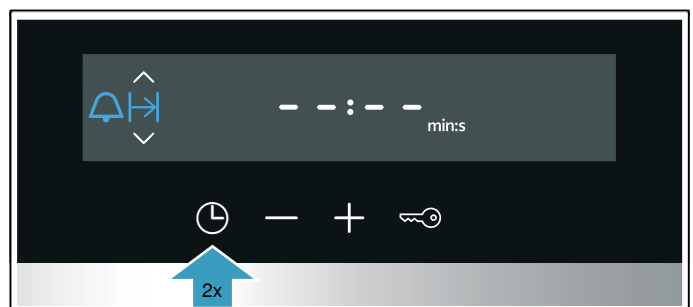 – – : – – min:s
2x